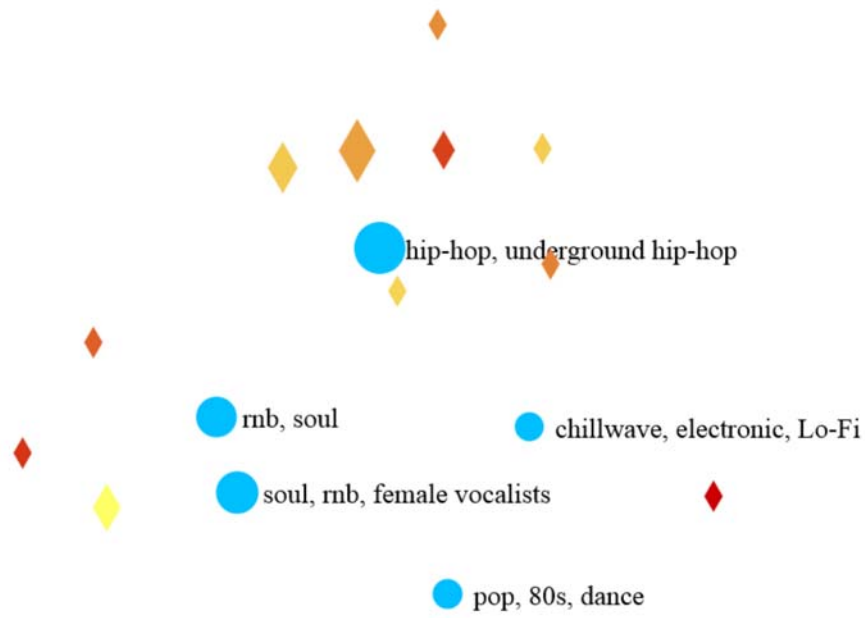 hip-hop, underground hip-hop
rnb, soul
chillwave, electronic, Lo-Fi
soul, rnb, female vocalists
pop, 80s, dance